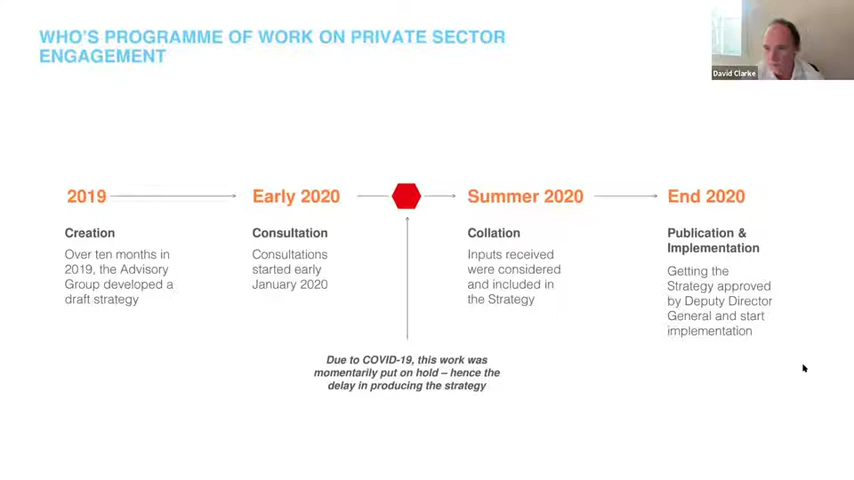 WHO'S PROGRAMME OF WORK ON PRIVATE SECTOR
ENGAGEMENT
David Clarke
2019
Early 2020
Summer 2020
End 2020
Creation
Over ten months in
2019, the Advisory
Group developed a
draft strategy
Consultation
Consultations
started early
January 2020
Collation
Inputs received
were considered
and included in
the Strategy
Publication &
Implementation
Getting the
Strategy approved
by Deputy Director
General and start
implementation
Due to COVID-19, this work was
momentarily put on hold – hence the
delay in producing the strategy